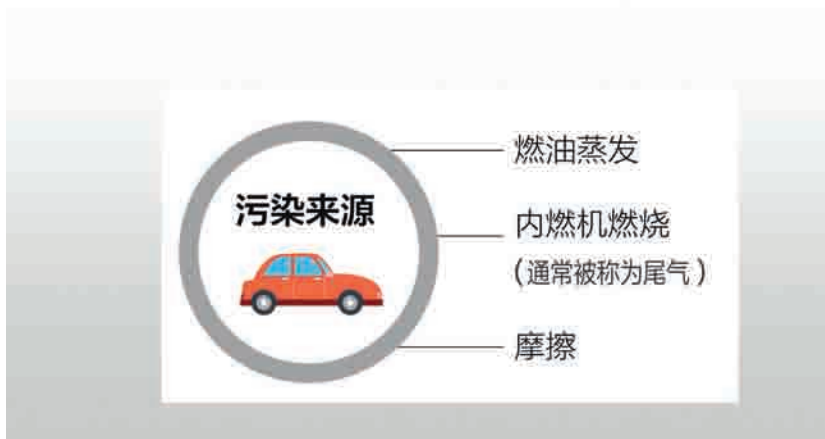 污染来源
燃油蒸发
内燃机燃烧
（通常被称为尾气）
摩擦